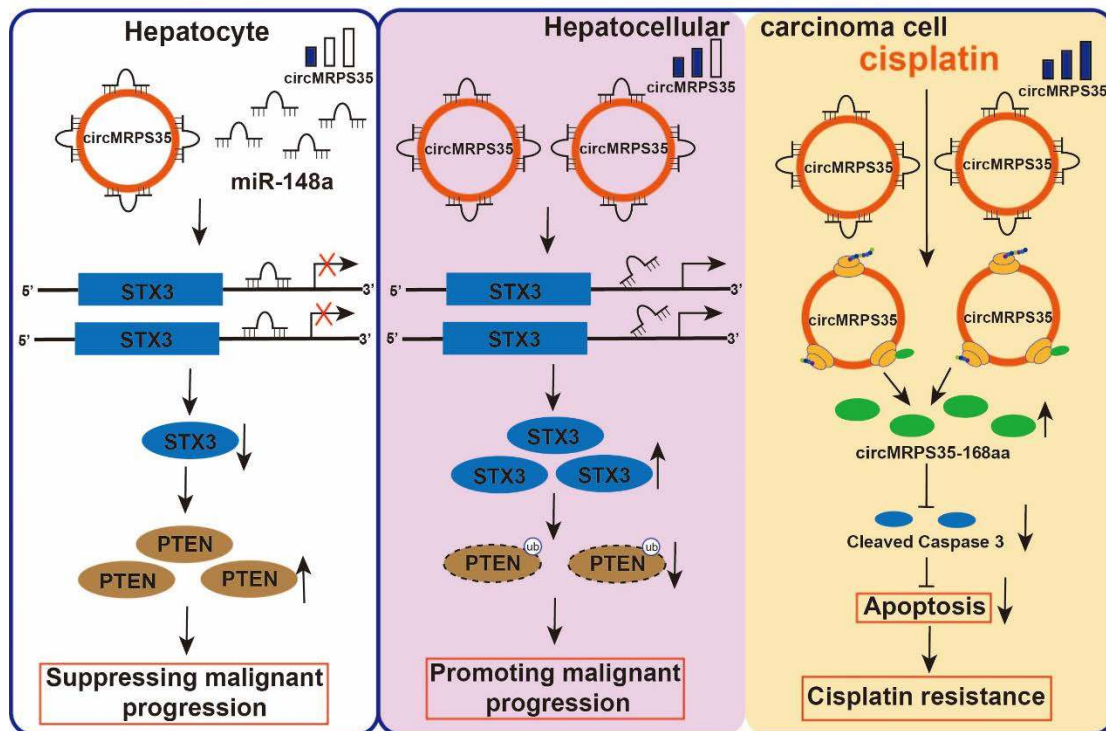 Hepatocyte
circMRPS35
circMRPS35
miR-148a
5’
STX3
3’
5’
STX3
3’
STX3
PTEN
PTEN
PTEN
Suppressing malignant
progression
Hepatocellular carcinoma cell
circMRPS35
circMRPS35
circMRPS35
5’
STX3
3’
5’
STX3
3’
STX3
STX3
STX3
ub
ub
PTEN
PTEN
Promoting malignant
progression
cisplatin
circMRPS35
circMRPS35
circMRPS35
circMRPS35
circMRPS35
circMRPS35-168aa
Cleaved Caspase 3
Apoptosis
Cisplatin resistance